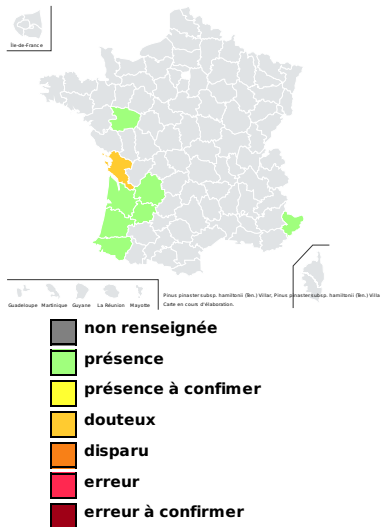 Île-de-France
Guadeloupe Martinique Guyane La Réunion Mayotte
Pinus pinaster subsp. hamiltonii (Ten.) Villar, Pinus pinaster subsp. hamiltonii (Ten.) Villa
Carte en cours d'élaboration.
non renseignée
présence
présence à confimer
douteux
disparu
erreur
erreur à confirmer